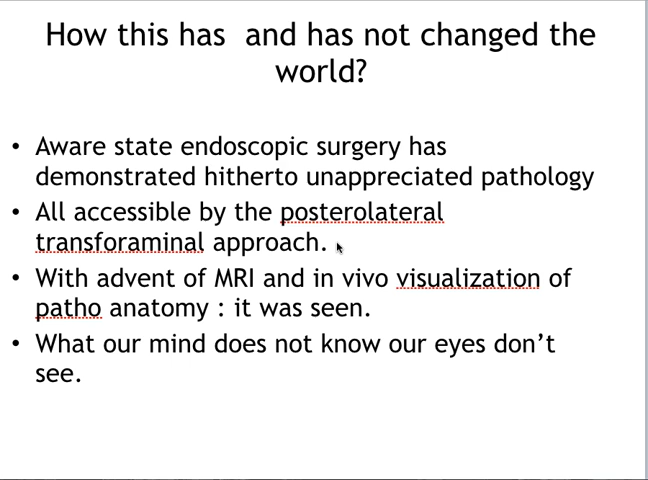 How this has  and has not changed the
world?
• Aware state endoscopic surgery has
demonstrated hitherto unappreciated pathology
• All accessible by the posterolateral
transforaminal approach.
• With advent of MRI and in vivo visualization of
patho anatomy : it was seen.
• What our mind does not know our eyes don’t
see.